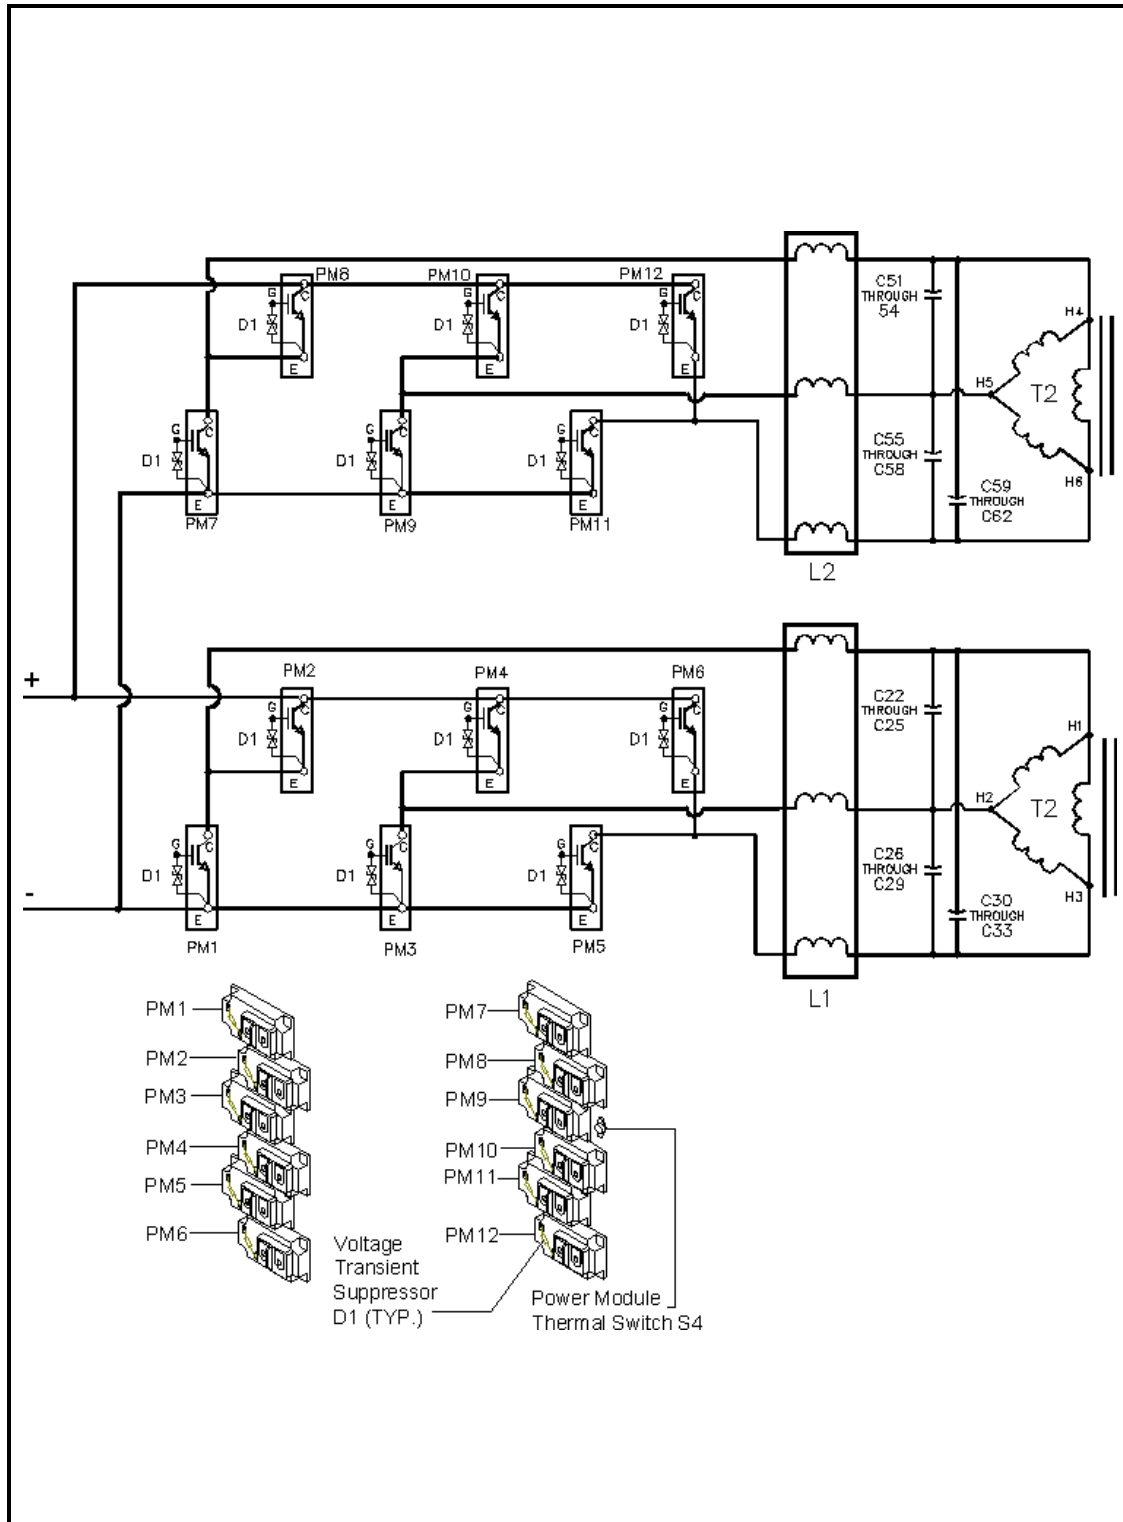 PM8
PM10
PM12
G
C
D1
E
G
C
D1
E
G
C
D1
E
C51
THROUGH
54
H4
H5
T2
G
C
D1
E
PM7
G
C
D1
E
PM9
G
C
D1
E
PM11
C55
THROUGH
C58
H6
C59
THROUGH
C62
L2
+
PM2
PM4
PM6
G
C
D1
E
G
C
D1
E
G
C
D1
E
C22
THROUGH
C25
H1
H2
T2
-
G
C
D1
E
PM1
G
C
D1
E
PM3
G
C
D1
E
PM5
C26
THROUGH
C29
H3
C30
THROUGH
C33
L1
PM1
PM2
PM3
PM4
PM5
PM6
PM7
PM8
PM9
PM10
PM11
PM12
Voltage
Transient
Suppressor
D1 (TYP.)
Power Module
Thermal Switch S4